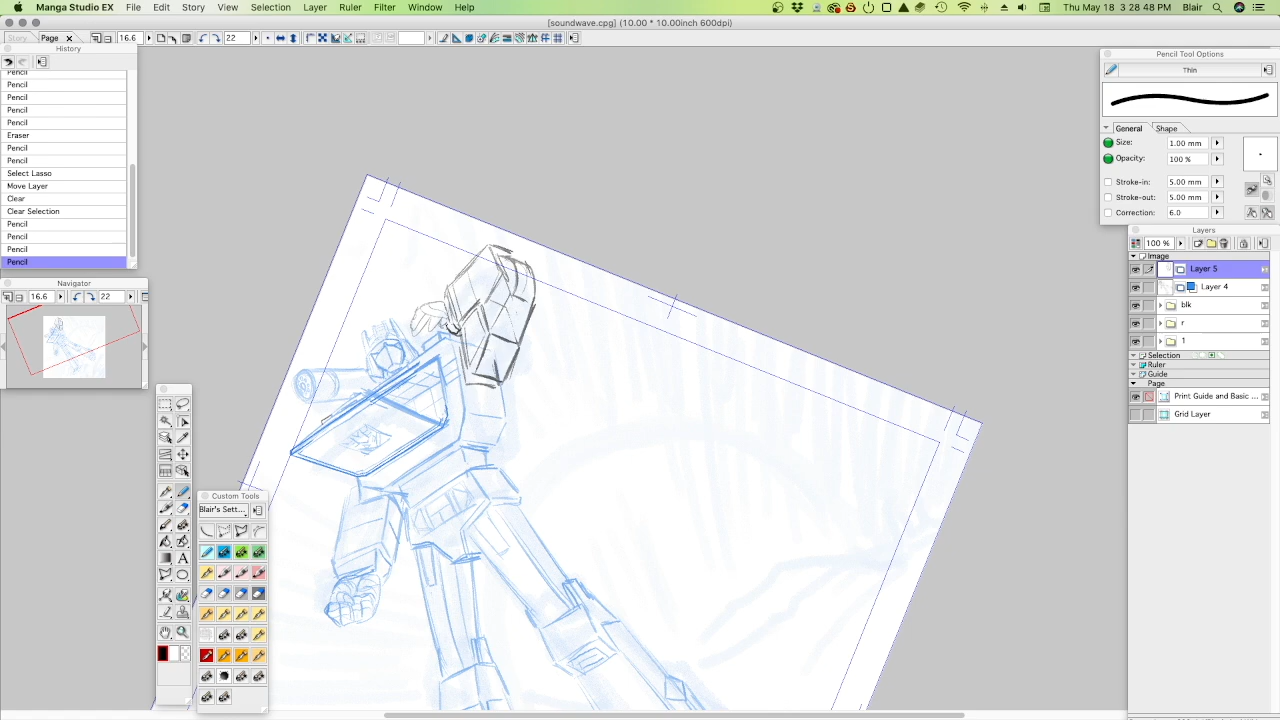 Manga Studio EX File Edit Story View Selection Layer Ruler Filter Window Help Thu May 18 3:28:48 PM Blair
[soundwave.cpg] (10.00 * 10.00inch 600dpi)
Story Page 16.6 22
History
Pencil
Pencil
Pencil
Pencil
Pencil
Eraser
Pencil
Pencil
Select Lasso
Move Layer
Clear
Clear Selection
Pencil
Pencil
Pencil
Pencil
Navigator
16.6 22
Custom Tools
Blair's Sett...
Pencil Tool Options
Thin
General Shape
Size: 1.00 mm
Opacity: 100 %
Stroke-in: 5.00 mm
Stroke-out: 5.00 mm
Correction: 6.0
Layers
100 %
Image
Layer 5
Layer 4
blk
r
1
Selection
Ruler
Guide
Page
Print Guide and Basic ...
Grid Layer